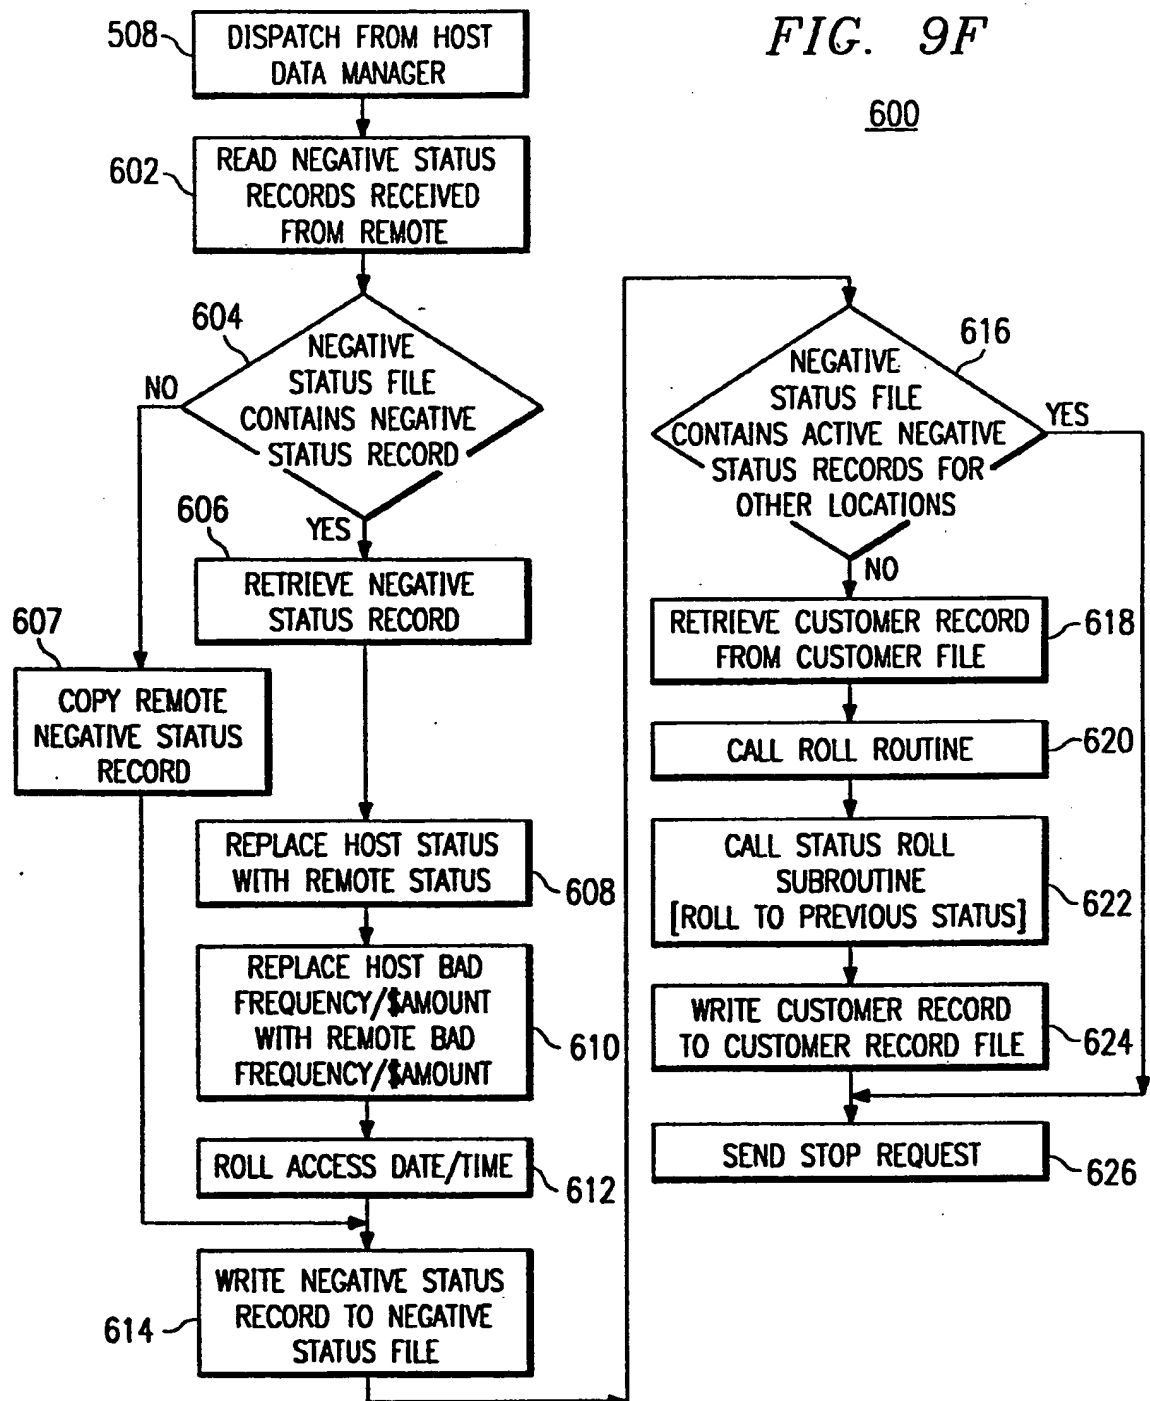 FIG. 9F
600
508
DISPATCH FROM HOST
DATA MANAGER
602
READ NEGATIVE STATUS
RECORDS RECEIVED
FROM REMOTE
604
NEGATIVE
STATUS FILE
CONTAINS NEGATIVE
STATUS RECORD
NO
YES
606
RETRIEVE NEGATIVE
STATUS RECORD
607
COPY REMOTE
NEGATIVE STATUS
RECORD
REPLACE HOST STATUS
WITH REMOTE STATUS
608
REPLACE HOST BAD
FREQUENCY/$AMOUNT
WITH REMOTE BAD
FREQUENCY/$AMOUNT
610
ROLL ACCESS DATE/TIME
612
WRITE NEGATIVE STATUS
RECORD TO NEGATIVE
STATUS FILE
614
616
NEGATIVE
STATUS FILE
CONTAINS ACTIVE NEGATIVE
STATUS RECORDS FOR
OTHER LOCATIONS
YES
NO
RETRIEVE CUSTOMER RECORD
FROM CUSTOMER FILE
618
CALL ROLL ROUTINE
620
CALL STATUS ROLL
SUBROUTINE
[ROLL TO PREVIOUS STATUS]
622
WRITE CUSTOMER RECORD
TO CUSTOMER RECORD FILE
624
SEND STOP REQUEST
626